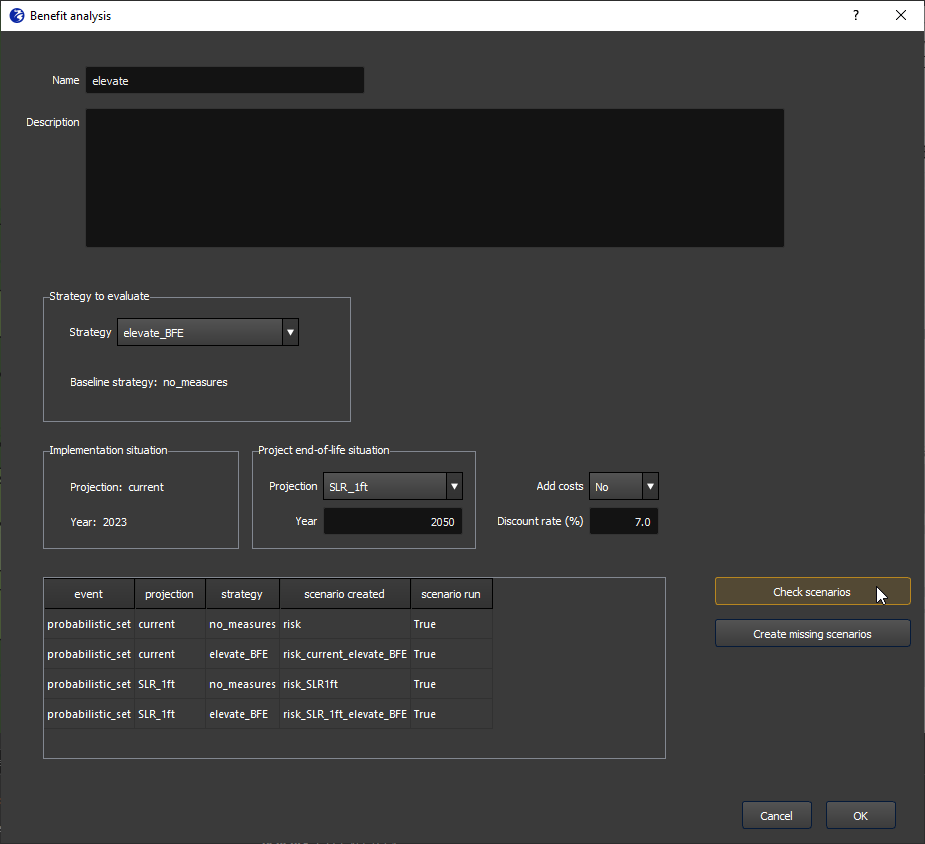 Benefit analysis
?
Name elevate
Description
Strategy to evaluate
Strategy elevate_BFE
Baseline strategy: no_measures
Implementation situation
Projection: current
Year: 2023
Project end-of-life situation
Projection SLR_1ft
Year 2050
Add costs No
Discount rate (%) 7.0
event projection strategy scenario created scenario run
probabilistic_set current no_measures risk True
probabilistic_set current elevate_BFE risk_current_elevate_BFE True
probabilistic_set SLR_1ft no_measures risk_SLR1ft True
probabilistic_set SLR_1ft elevate_BFE risk_SLR_1ft_elevate_BFE True
Check scenarios
Create missing scenarios
Cancel OK